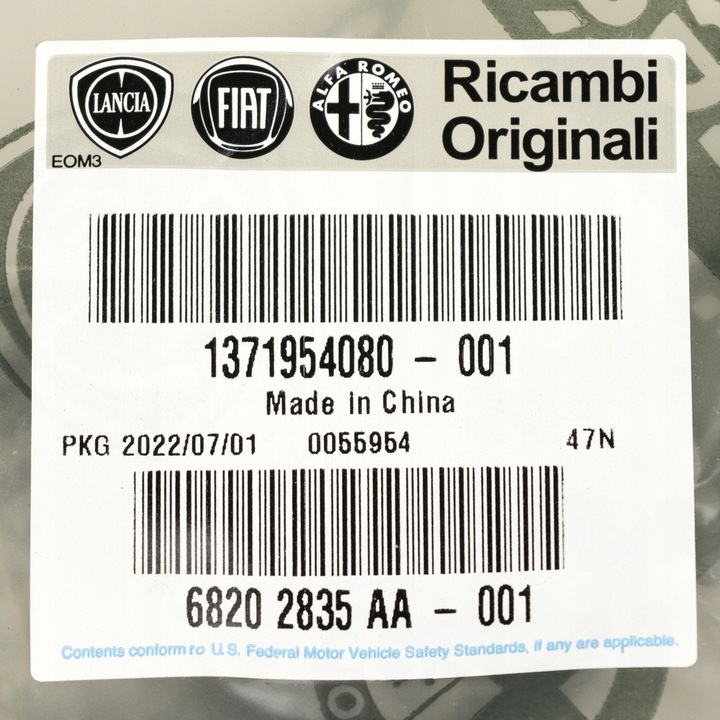 LANCIA FIAT ALFA ROMEO Ricambi
Originali
EOM3
1371954080 - 001
Made in China
PKG 2022/07/01 0055954 47N
6820 2835 AA - 001
Contents conform to U.S. Federal Motor Vehicle Safety Standards, if any are applicable.